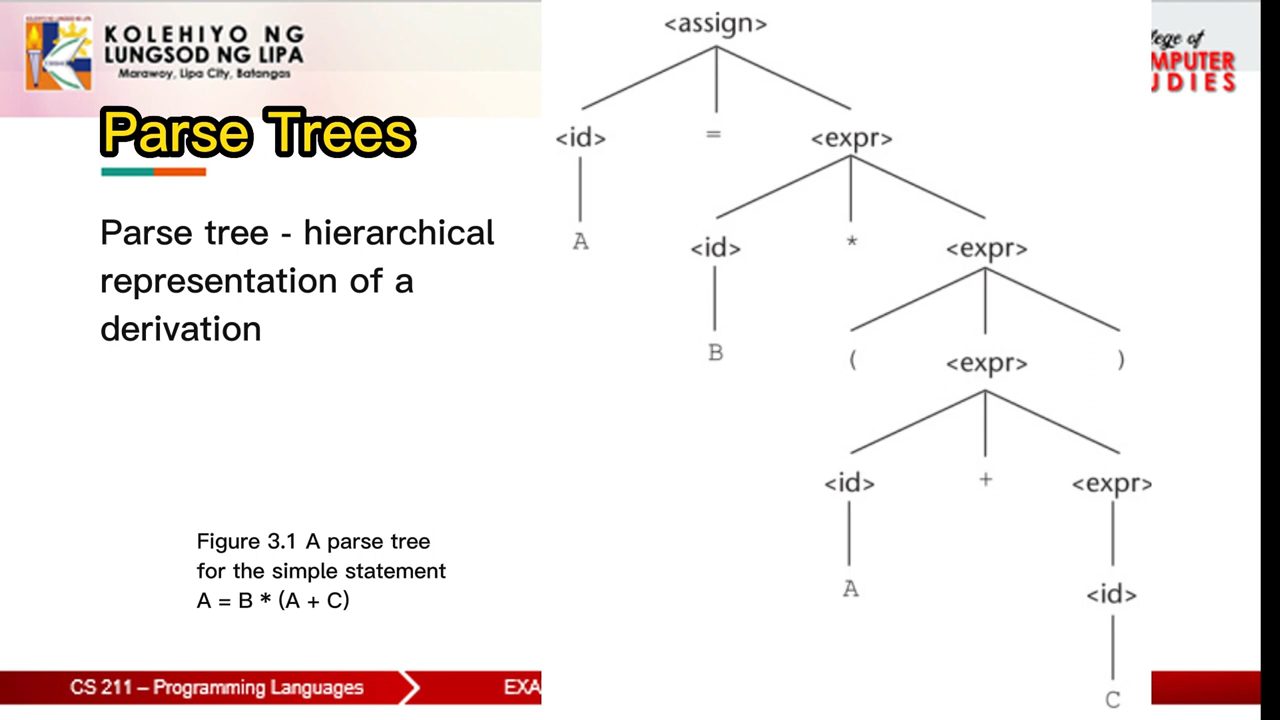 KOLEHIYO NG
LUNGSOD NG LIPA
Marawoy, Lipa City, Batangas
Parse Trees
Parse tree - hierarchical
representation of a
derivation
Figure 3.1 A parse tree
for the simple statement
A = B * (A + C)
<assign>
<id> = <expr>
A <id> * <expr>
B ( <expr> )
<id> + <expr>
A <id>
C
CS 211 – Programming Languages
EXA
ege of
MPUTER
UDIES